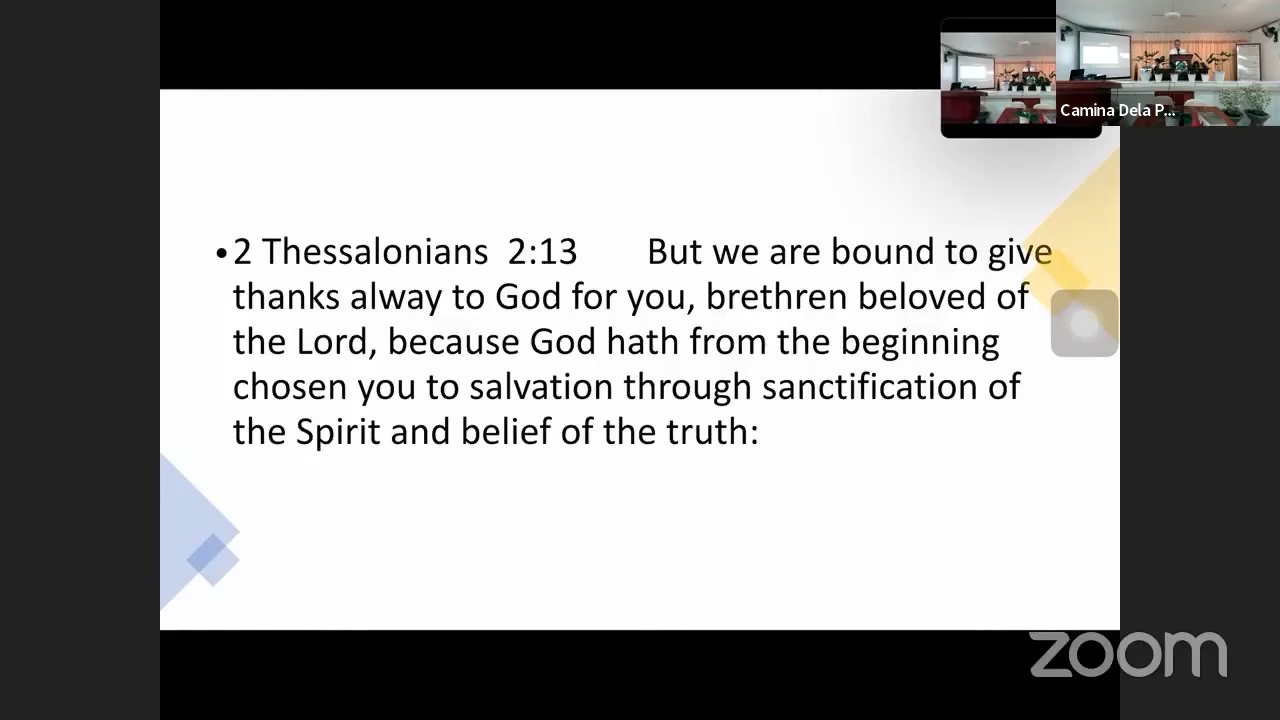 Camina Dela P...
• 2 Thessalonians 2:13 But we are bound to give
thanks alway to God for you, brethren beloved of
the Lord, because God hath from the beginning
chosen you to salvation through sanctification of
the Spirit and belief of the truth:
zoom